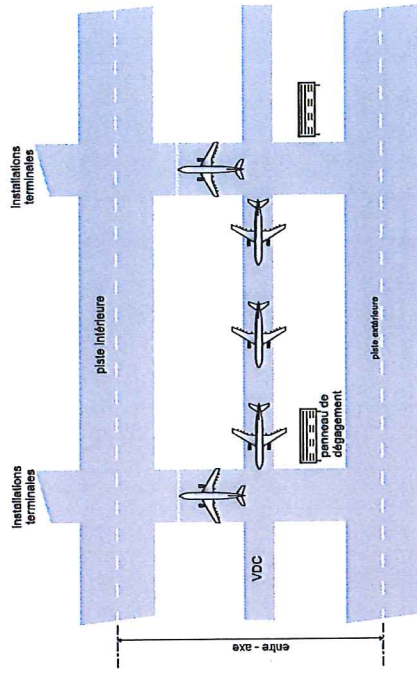 Installations
terminales
Installations
terminales
piste intérieure
VDC
panneau de
dégagement
piste extérieure
entre - axe